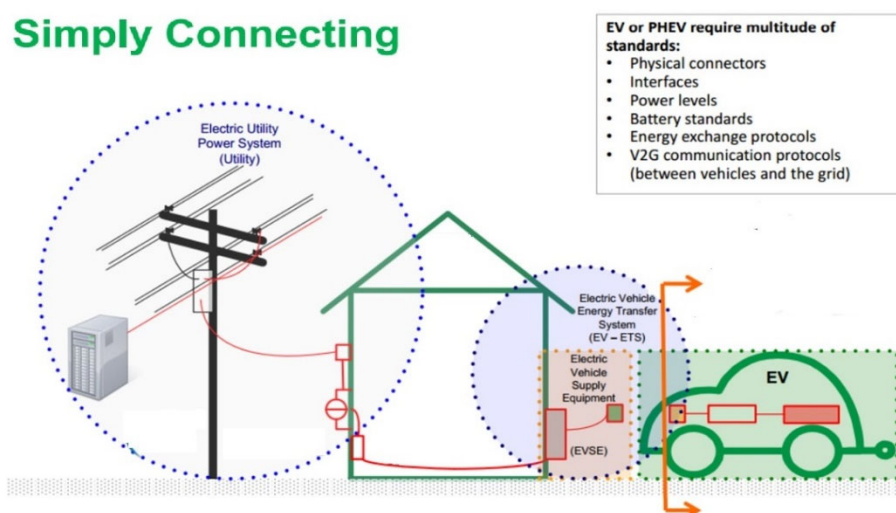 Simply Connecting
EV or PHEV require multitude of
standards:
• Physical connectors
• Interfaces
• Power levels
• Battery standards
• Energy exchange protocols
• V2G communication protocols
(between vehicles and the grid)
Electric Utility
Power System
(Utility)
Electric Vehicle
Energy Transfer
System
(EV – ETS)
Electric
Vehicle
Supply
Equipment
(EVSE)
EV